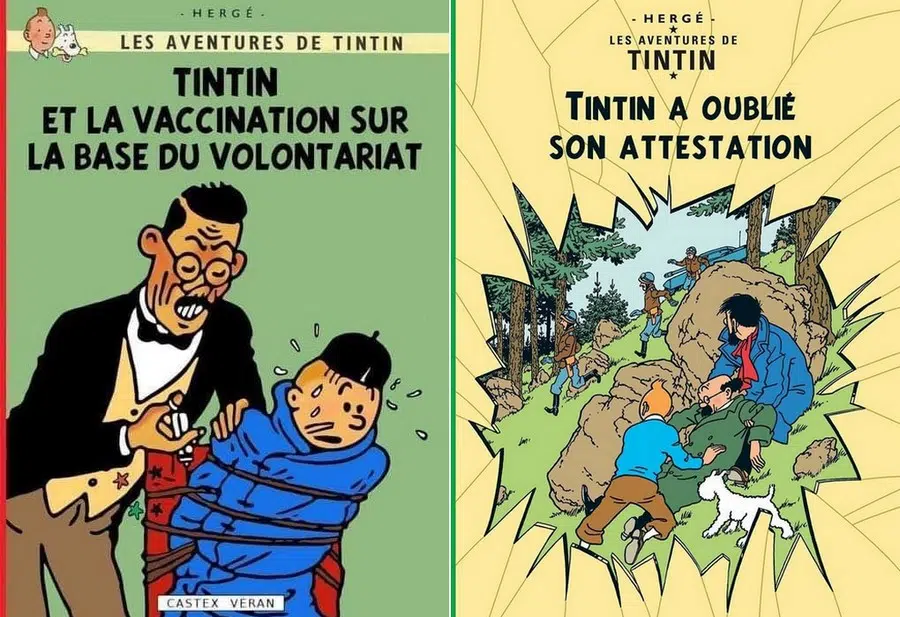 - HERGÉ -
LES AVENTURES DE TINTIN
TINTIN
ET LA VACCINATION SUR
LA BASE DU VOLONTARIAT
CASTEX VERAN
- HERGÉ -
LES AVENTURES DE
TINTIN
TINTIN A OUBLIÉ
SON ATTESTATION